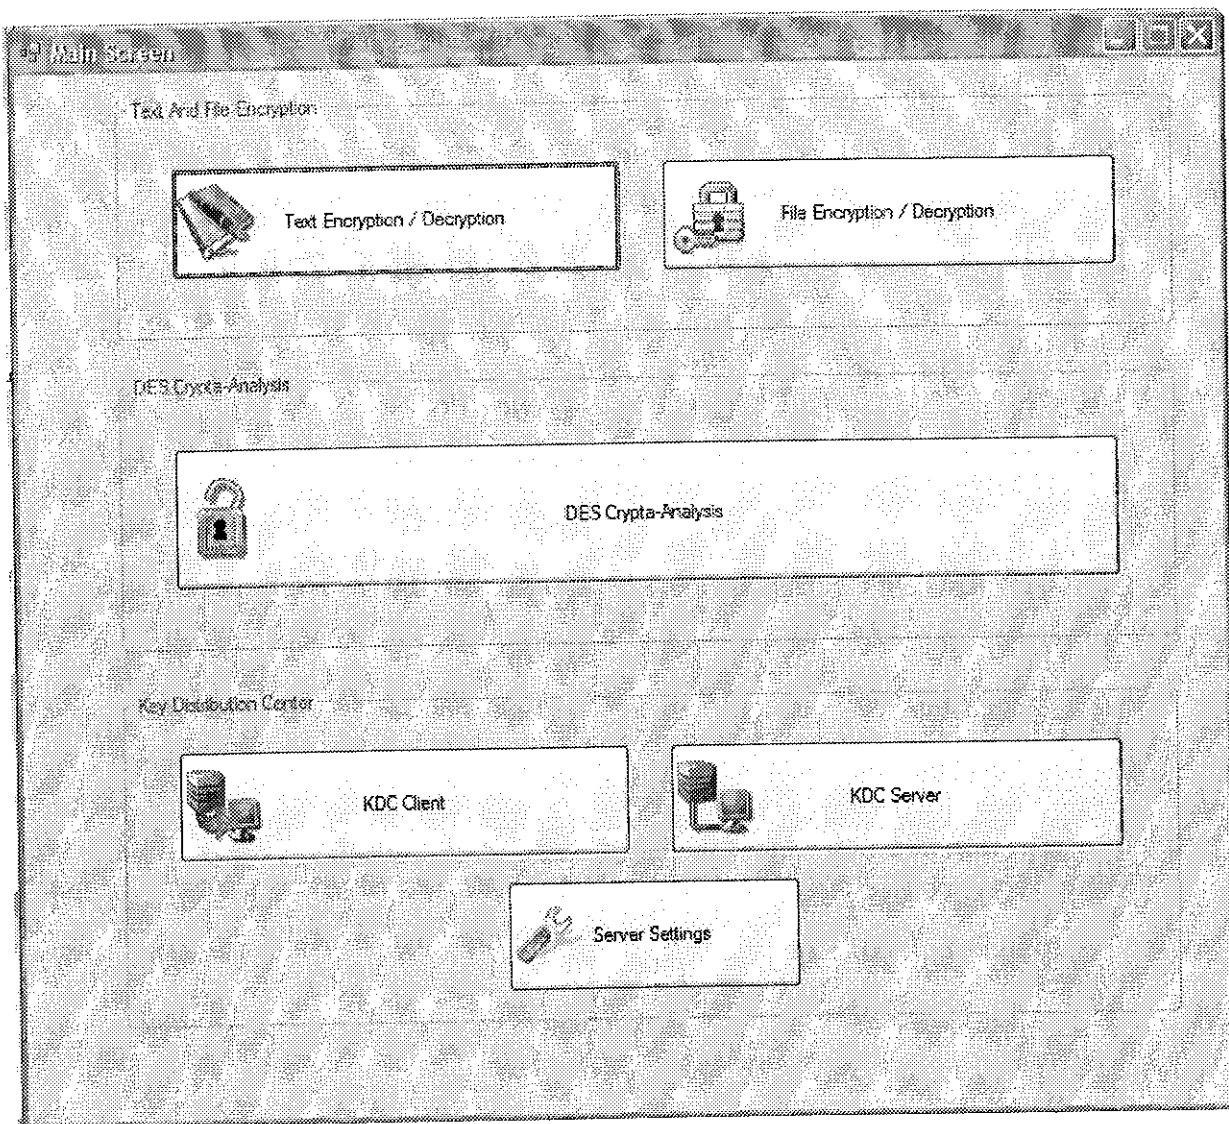 Main Screen
Text And File Encryption
Text Encryption / Decryption
File Encryption / Decryption
DES Crypta-Analysis
DES Crypta-Analysis
Key Distribution Center
KDC Client
KDC Server
Server Settings